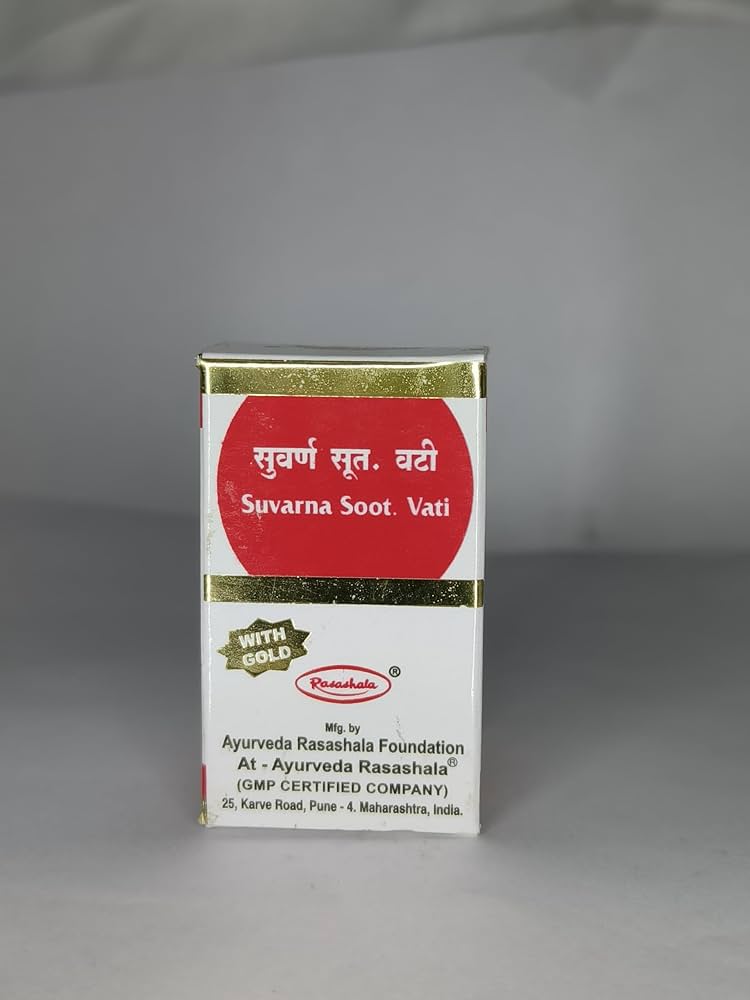 सुवर्ण सूत. वटी
Suvarna Soot. Vati
WITH
GOLD
Rasashala®
Mfg. by
Ayurveda Rasashala Foundation
At - Ayurveda Rasashala®
(GMP CERTIFIED COMPANY)
25, Karve Road, Pune - 4. Maharashtra, India.